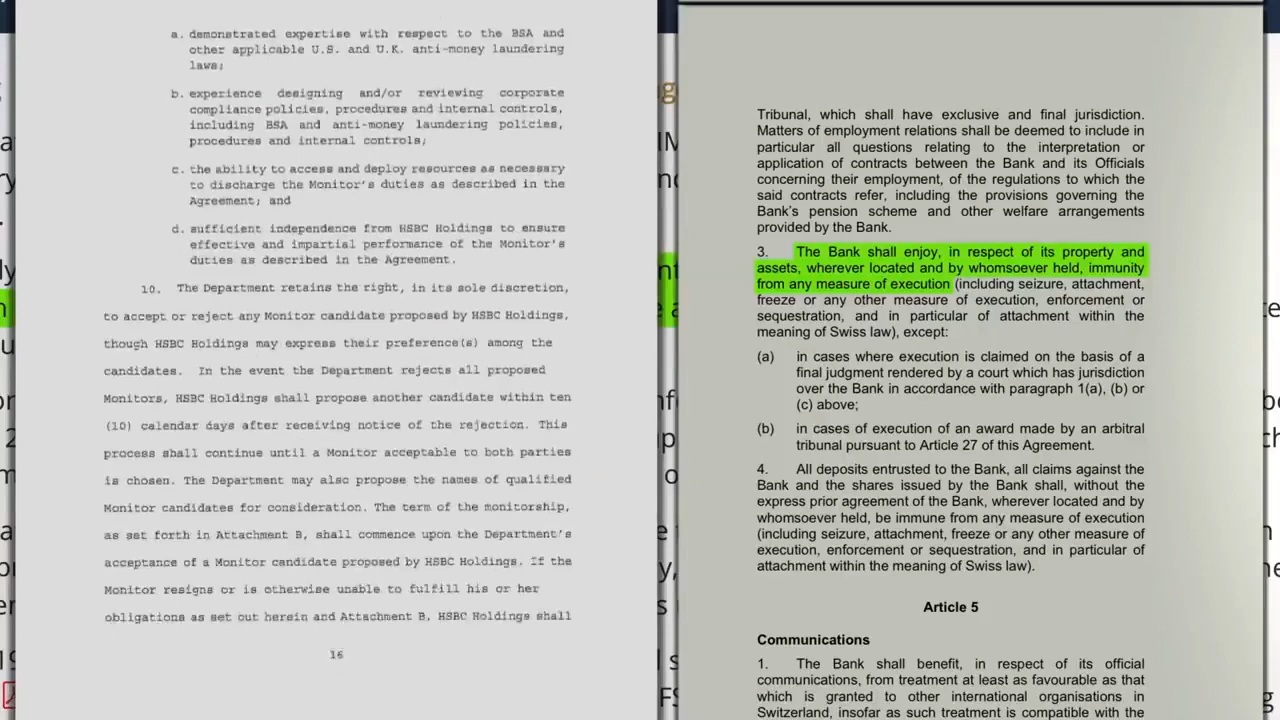 a. demonstrated expertise with respect to the BSA and
other applicable U.S. and U.K. anti-money laundering
laws;
b. experience designing and/or reviewing corporate
compliance policies, procedures and internal controls,
including BSA and anti-money laundering policies,
procedures and internal controls;
c. the ability to access and deploy resources as necessary
to discharge the Monitor's duties as described in the
Agreement; and
d. sufficient independence from HSBC Holdings to ensure
effective and impartial performance of the Monitor's
duties as described in the Agreement.
10. The Department retains the right, in its sole discretion,
to accept or reject any Monitor candidate proposed by HSBC Holdings,
though HSBC Holdings may express their preference(s) among the
candidates. In the event the Department rejects all proposed
Monitors, HSBC Holdings shall propose another candidate within ten
(10) calendar days after receiving notice of the rejection. This
process shall continue until a Monitor acceptable to both parties
is chosen. The Department may also propose the names of qualified
Monitor candidates for consideration. The term of the monitorship,
as set forth in Attachment B, shall commence upon the Department's
acceptance of a Monitor candidate proposed by HSBC Holdings. If the
Monitor resigns or is otherwise unable to fulfill his or her
obligations as set out herein and Attachment B, HSBC Holdings shall
16
Tribunal, which shall have exclusive and final jurisdiction.
Matters of employment relations shall be deemed to include in
particular all questions relating to the interpretation or
application of contracts between the Bank and its Officials
concerning their employment, of the regulations to which the
said contracts refer, including the provisions governing the
Bank's pension scheme and other welfare arrangements
provided by the Bank.
3. The Bank shall enjoy, in respect of its property and
assets, wherever located and by whomsoever held, immunity
from any measure of execution (including seizure, attachment,
freeze or any other measure of execution, enforcement or
sequestration, and in particular of attachment within the
meaning of Swiss law), except:
(a) in cases where execution is claimed on the basis of a
final judgment rendered by a court which has jurisdiction
over the Bank in accordance with paragraph 1(a), (b) or
(c) above;
(b) in cases of execution of an award made by an arbitral
tribunal pursuant to Article 27 of this Agreement.
4. All deposits entrusted to the Bank, all claims against the
Bank and the shares issued by the Bank shall, without the
express prior agreement of the Bank, wherever located and by
whomsoever held, be immune from any measure of execution
(including seizure, attachment, freeze or any other measure of
execution, enforcement or sequestration, and in particular of
attachment within the meaning of Swiss law).
Article 5
Communications
1. The Bank shall benefit, in respect of its official
communications, from treatment at least as favourable as that
which is granted to other international organisations in
Switzerland, insofar as such treatment is compatible with the